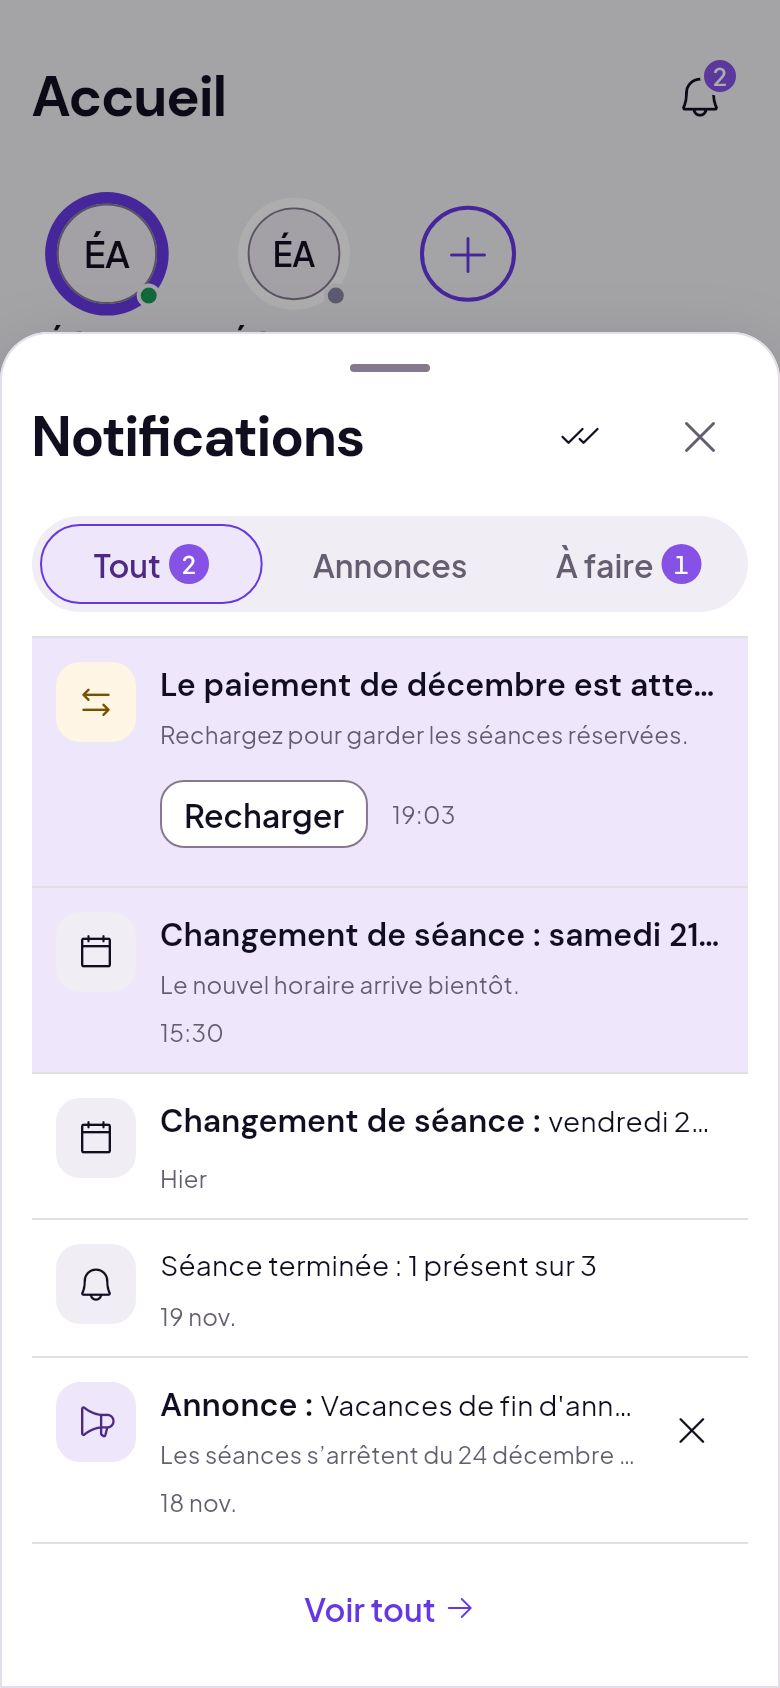 Accueil
2
ÉA
ÉA
Notifications
Tout 2
Annonces
À faire 1
Le paiement de décembre est atte...
Rechargez pour garder les séances réservées.
Recharger
19:03
Changement de séance : samedi 21...
Le nouvel horaire arrive bientôt.
15:30
Changement de séance : vendredi 2...
Hier
Séance terminée : 1 présent sur 3
19 nov.
Annonce : Vacances de fin d'ann...
Les séances s’arrêtent du 24 décembre ...
18 nov.
Voir tout →